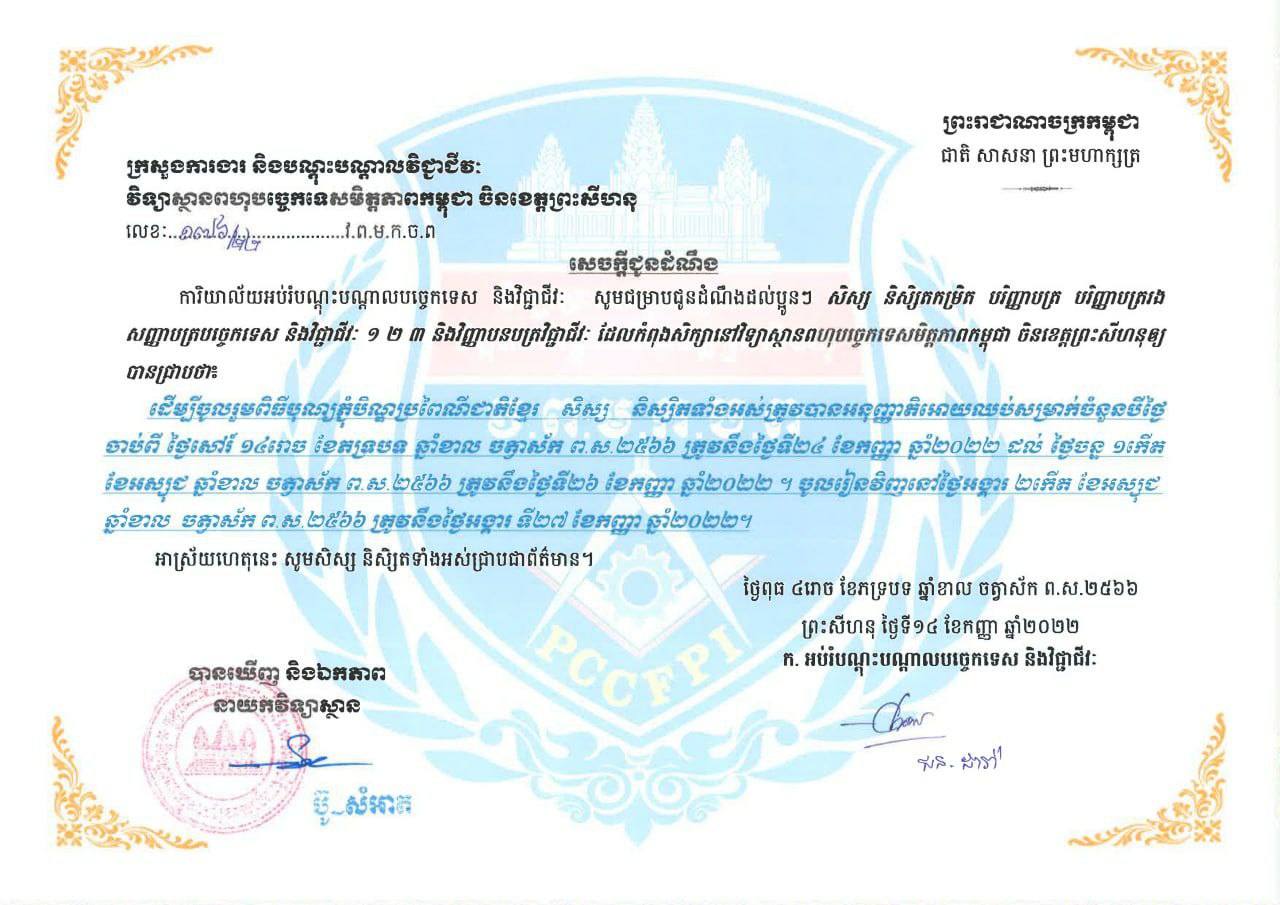 ព្រះរាជាណាចក្រកម្ពុជា
ជាតិ សាសនា ព្រះមហាក្សត្រ
ក្រសួងការងារ និងបណ្តុះបណ្តាលវិជ្ជាជីវៈ
វិទ្យាស្ថានពហុបច្ចេកទេសមិត្តភាពកម្ពុជា ចិនខេត្តព្រះសីហនុ
លេខ:..១៧៦/២២.....................វ.ព.ម.ក.ច.ព
សេចក្តីជូនដំណឹង
ការិយាល័យអប់រំបណ្តុះបណ្តាលបច្ចេកទេស និងវិជ្ជាជីវៈ សូមជម្រាបជូនដំណឹងដល់ប្អូនៗ សិស្ស និស្សិតកម្រិត បរិញ្ញាបត្រ បរិញ្ញាបត្ររង
សញ្ញាបត្របច្ចេកទេស និងវិជ្ជាជីវៈ ១ ២ ៣ និងវិញ្ញាបនបត្រវិជ្ជាជីវៈ ដែលកំពុងសិក្សានៅវិទ្យាស្ថានពហុបច្ចេកទេសមិត្តភាពកម្ពុជា ចិនខេត្តព្រះសីហនុឲ្យ
បានជ្រាបថា៖
ដើម្បីចូលរួមពិធីបុណ្យភ្ជុំបិណ្ឌប្រពៃណីជាតិខ្មែរ សិស្ស និស្សិតទាំងអស់ត្រូវបានអនុញ្ញាតិអោយឈប់សម្រាក់ចំនួនបីថ្ងៃ
ចាប់ពី ថ្ងៃសៅរ៍ ១៤រោច ខែភទ្របទ ឆ្នាំខាល ចត្វាស័ក ព.ស.២៥៦៦ ត្រូវនឹងថ្ងៃទី២៤ ខែកញ្ញា ឆ្នាំ២០២២ ដល់ ថ្ងៃចន្ទ ១កើត
ខែអស្សុជ ឆ្នាំខាល ចត្វាស័ក ព.ស.២៥៦៦ ត្រូវនឹងថ្ងៃទី២៦ ខែកញ្ញា ឆ្នាំ២០២២ ។ ចូលរៀនវិញនៅថ្ងៃអង្គារ ២កើត ខែអស្សុជ
ឆ្នាំខាល ចត្វាស័ក ព.ស.២៥៦៦ ត្រូវនឹងថ្ងៃអង្គារ ទី២៧ ខែកញ្ញា ឆ្នាំ២០២២។
អាស្រ័យហេតុនេះ សូមសិស្ស និស្សិតទាំងអស់ជ្រាបជាព័ត៌មាន។
ថ្ងៃពុធ ៤រោច ខែភទ្របទ ឆ្នាំខាល ចត្វាស័ក ព.ស.២៥៦៦
ព្រះសីហនុ ថ្ងៃទី១៤ ខែកញ្ញា ឆ្នាំ២០២២
ក. អប់រំបណ្តុះបណ្តាលបច្ចេកទេស និងវិជ្ជាជីវៈ
PCCFPI
បានឃើញ និងឯកភាព
នាយកវិទ្យាស្ថាន
ជន. ដារ៉ា
ប៊ូ_សំអាត